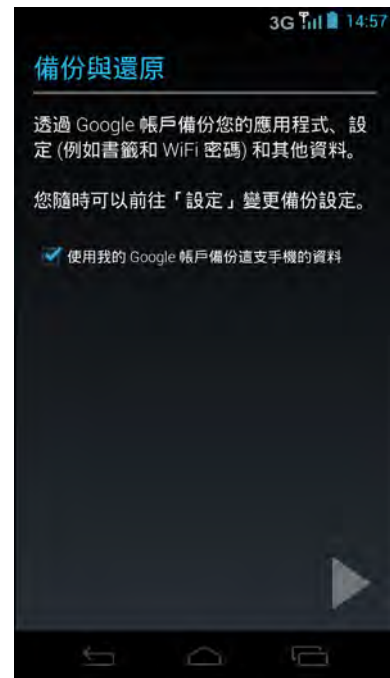 3G 14:57
備份與還原
透過 Google 帳戶備份您的應用程式、設
定 (例如書籤和 WiFi 密碼) 和其他資料。
您隨時可以前往「設定」變更備份設定。
使用我的 Google 帳戶備份這支手機的資料